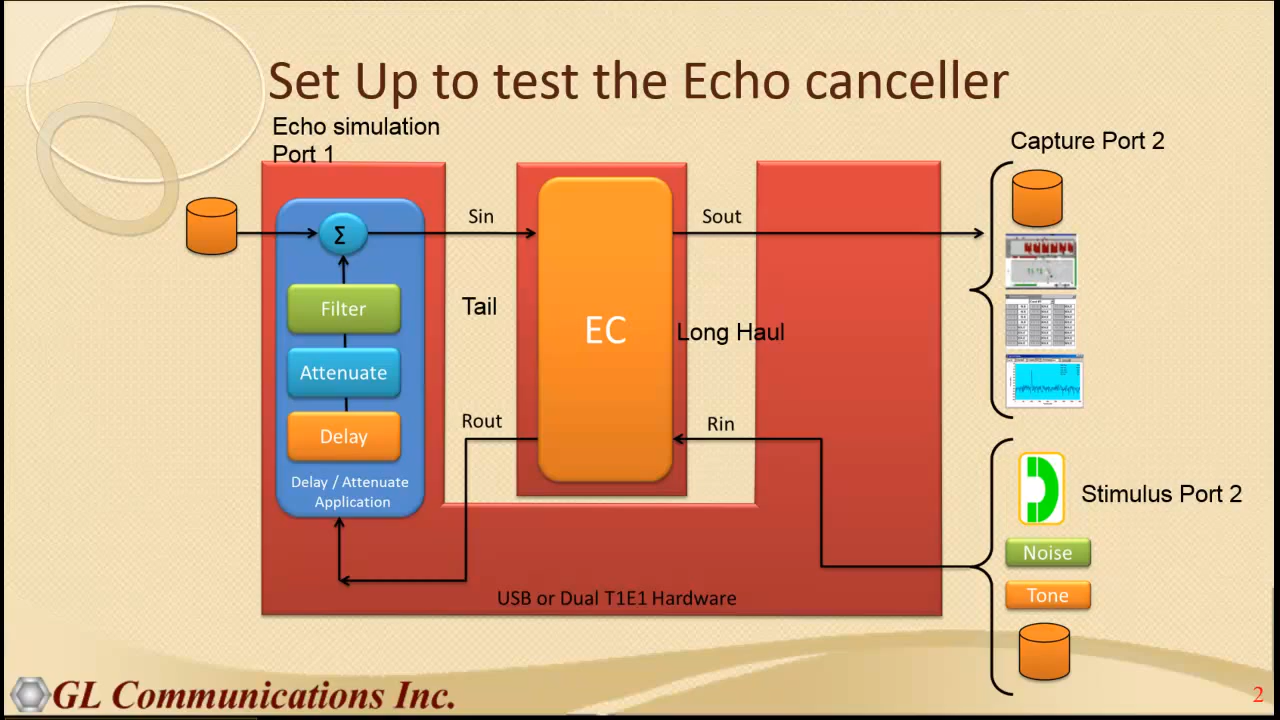 Set Up to test the Echo canceller
Echo simulation
Port 1
Capture Port 2
Sin
Sout
Σ
Filter
Tail
EC
Long Haul
Attenuate
Rout
Rin
Delay
Delay / Attenuate
Application
Stimulus Port 2
Noise
Tone
USB or Dual T1E1 Hardware
GL Communications Inc.
2